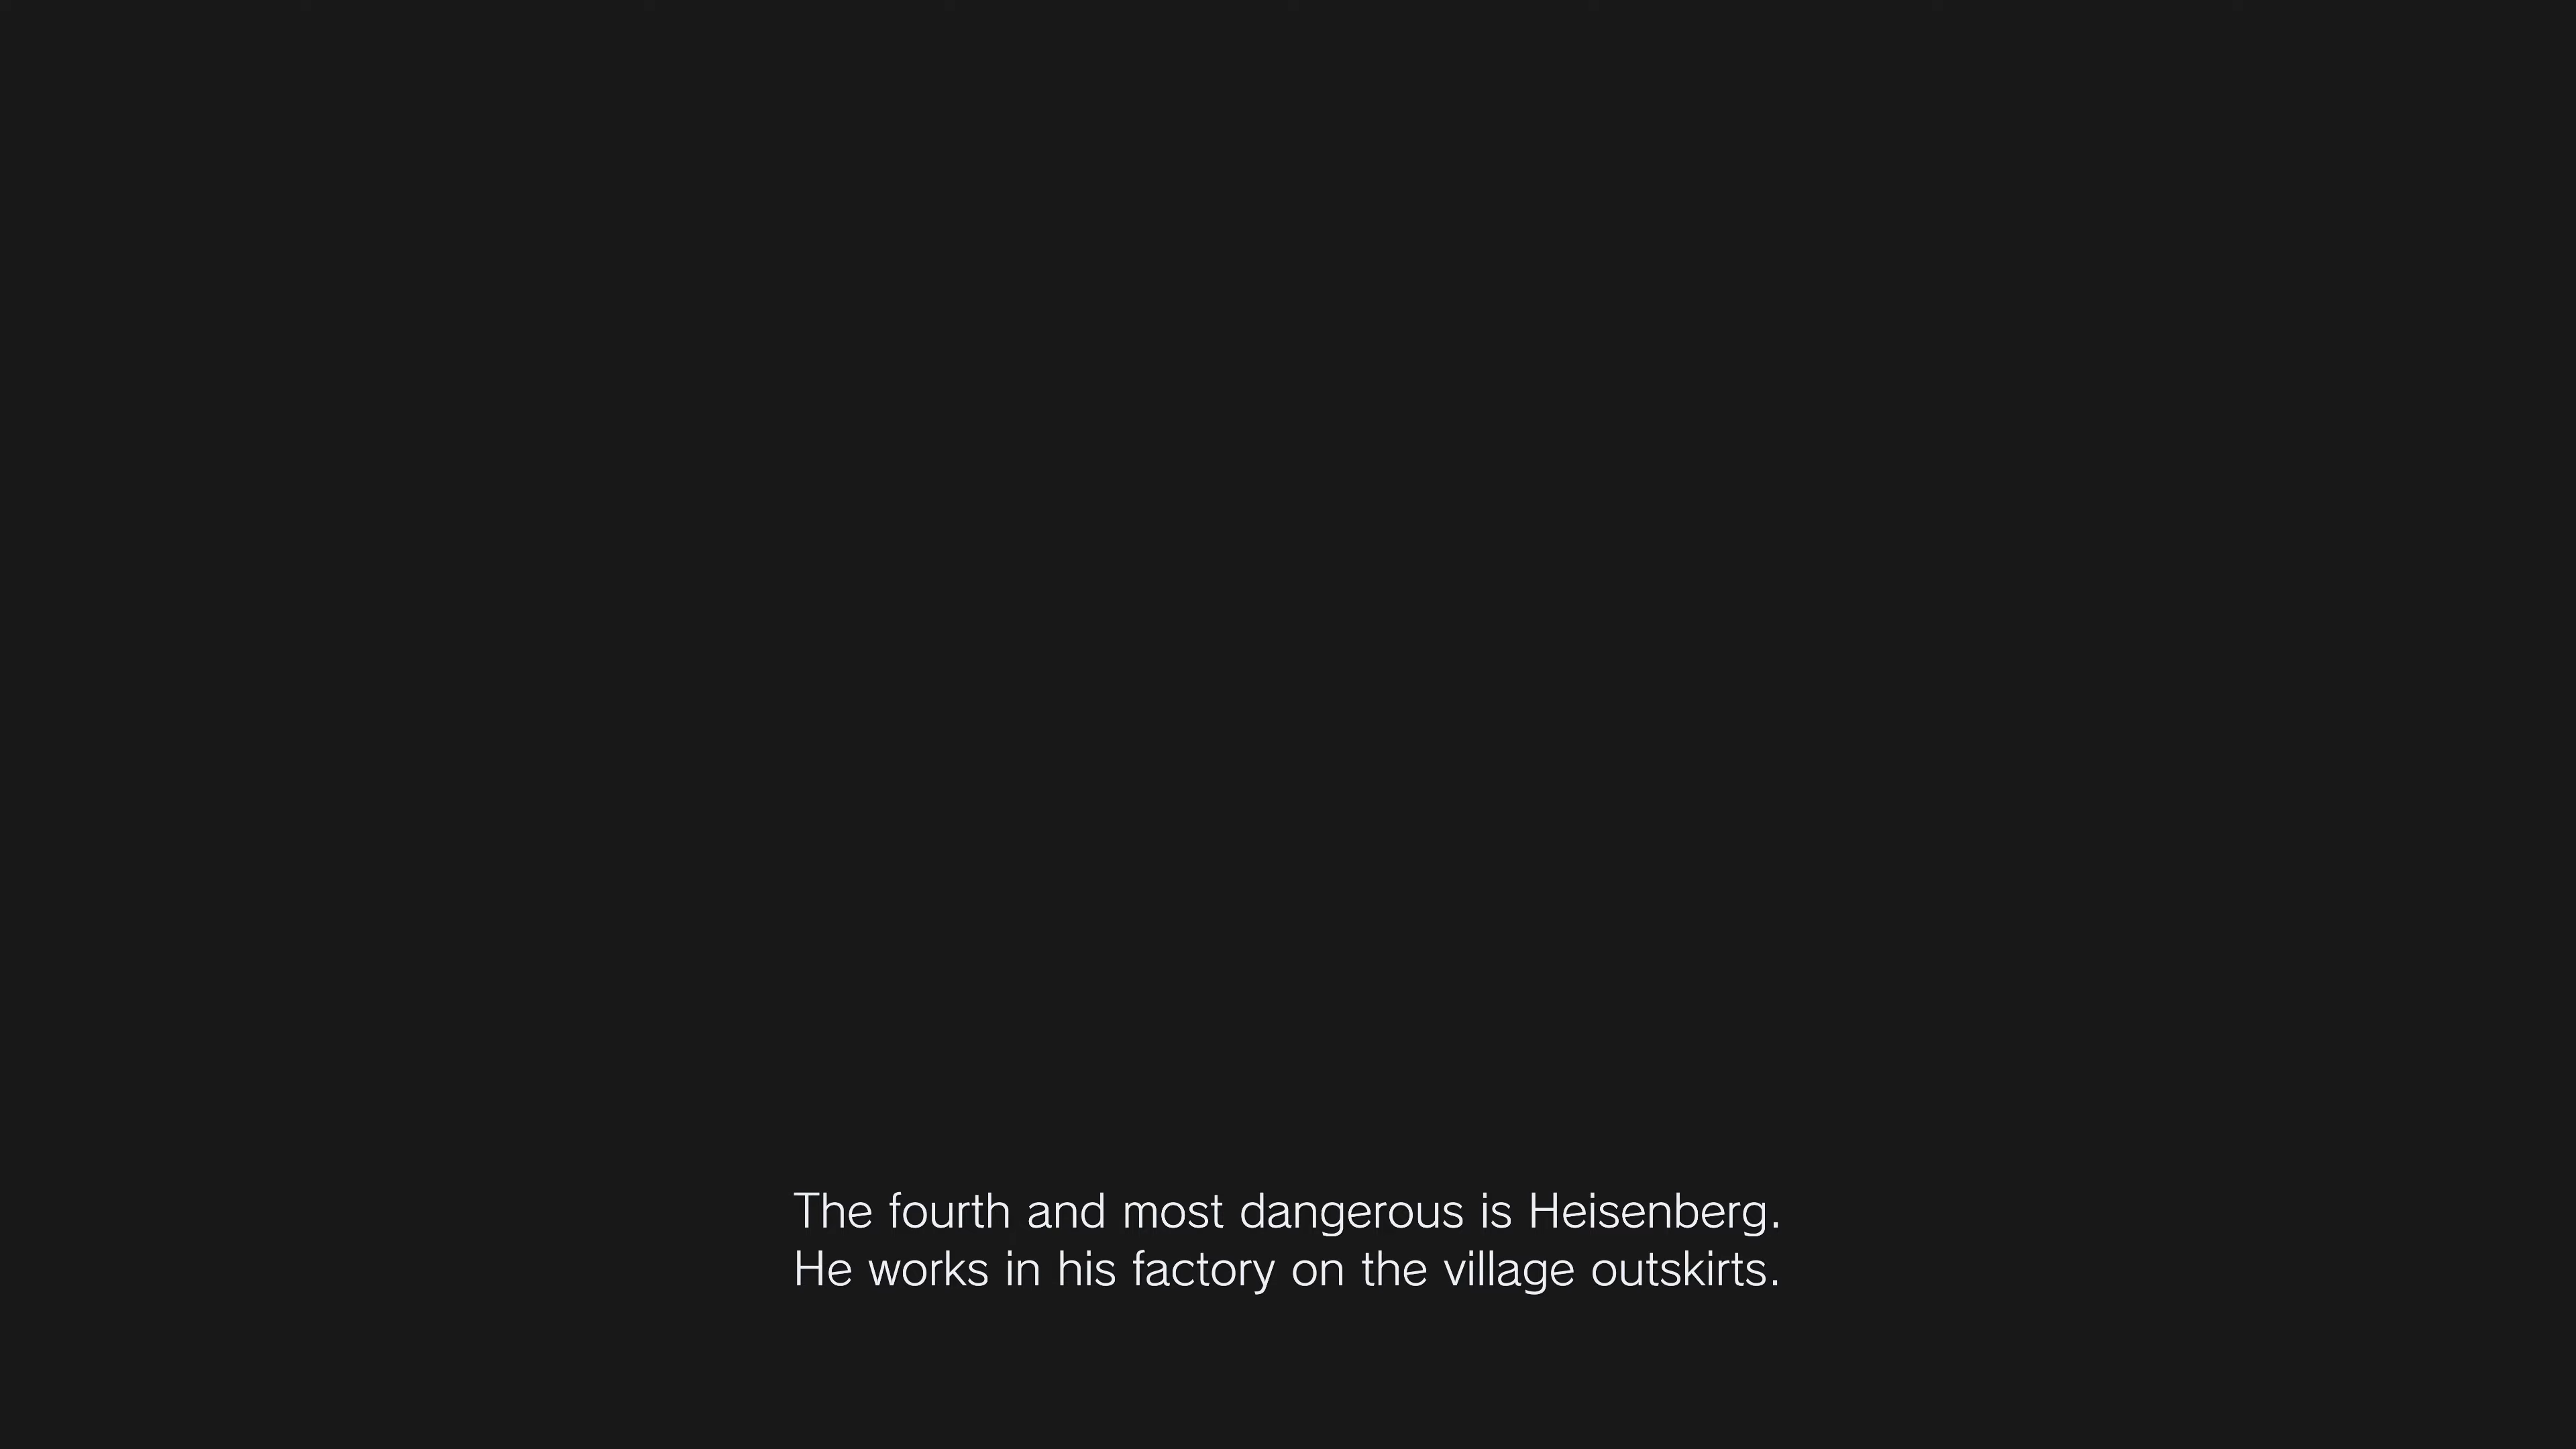 The fourth and most dangerous is Heisenberg.
He works in his factory on the village outskirts.